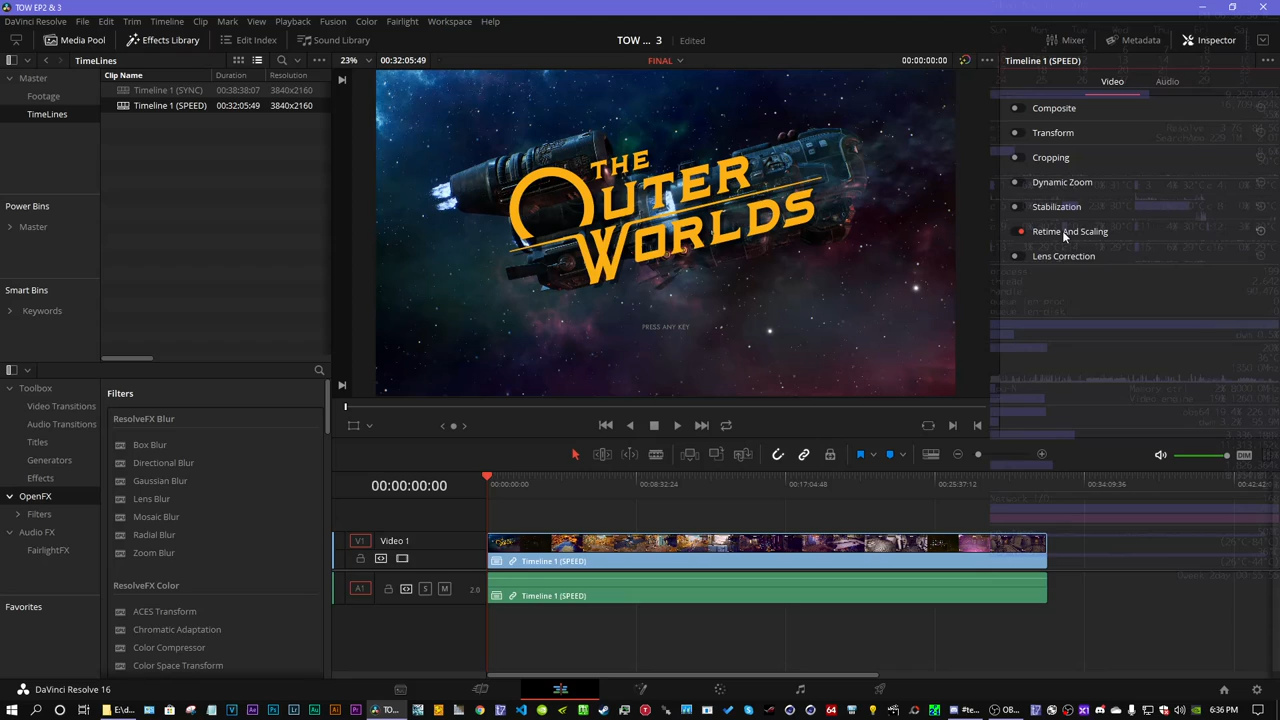 TOW EP2 & 3
DaVinci Resolve File Edit Trim Timeline Clip Mark View Playback Fusion Color Fairlight Workspace Help
Media Pool Effects Library Edit Index Sound Library TOW ... 3 Edited Mixer Metadata Inspector
TimeLines 23% 00:32:05:49 FINAL 00:00:00:00 Timeline 1 (SPEED)
Master
Footage
TimeLines
Power Bins
Master
Smart Bins
Keywords
Clip Name Duration Resolution
Timeline 1 (SYNC) 00:38:38:07 3840x2160
Timeline 1 (SPEED) 00:32:05:49 3840x2160
THE
OUTER
WORLDS
PRESS ANY KEY
Video Audio
Composite
Transform
Cropping
Dynamic Zoom
Stabilization
Retime And Scaling
Lens Correction
Toolbox
Video Transitions
Audio Transitions
Titles
Generators
Effects
OpenFX
Filters
Audio FX
FairlightFX
Favorites
Filters
ResolveFX Blur
Box Blur
Directional Blur
Gaussian Blur
Lens Blur
Mosaic Blur
Radial Blur
Zoom Blur
ResolveFX Color
ACES Transform
Chromatic Adaptation
Color Compressor
Color Space Transform
DIM
00:00:00:00
00:00:00:00 00:08:32:24 00:17:04:48 00:25:37:12 00:34:09:36 00:42:42:0
V1 Video 1
Timeline 1 (SPEED)
A1 S M 2.0
Timeline 1 (SPEED)
DaVinci Resolve 16
E:\d... TO... #te... OB... 6:36 PM